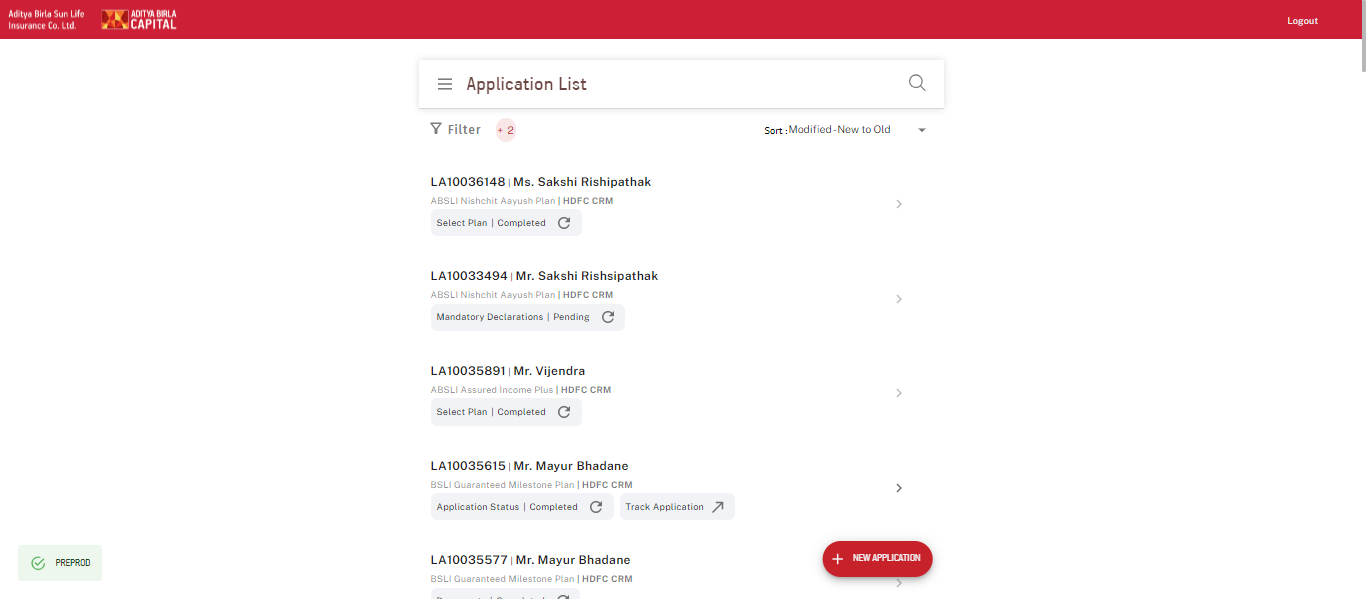 Aditya Birla Sun Life
Insurance Co. Ltd.
ADITYA BIRLA
CAPITAL
Logout
Application List
Filter + 2
Sort : Modified - New to Old
LA10036148 | Ms. Sakshi Rishipathak
ABSLI Nishchit Aayush Plan | HDFC CRM
Select Plan | Completed
LA10033494 | Mr. Sakshi Rishsipathak
ABSLI Nishchit Aayush Plan | HDFC CRM
Mandatory Declarations | Pending
LA10035891 | Mr. Vijendra
ABSLI Assured Income Plus | HDFC CRM
Select Plan | Completed
LA10035615 | Mr. Mayur Bhadane
BSLI Guaranteed Milestone Plan | HDFC CRM
Application Status | Completed Track Application
LA10035577 | Mr. Mayur Bhadane
BSLI Guaranteed Milestone Plan | HDFC CRM
+ NEW APPLICATION
PREPROD